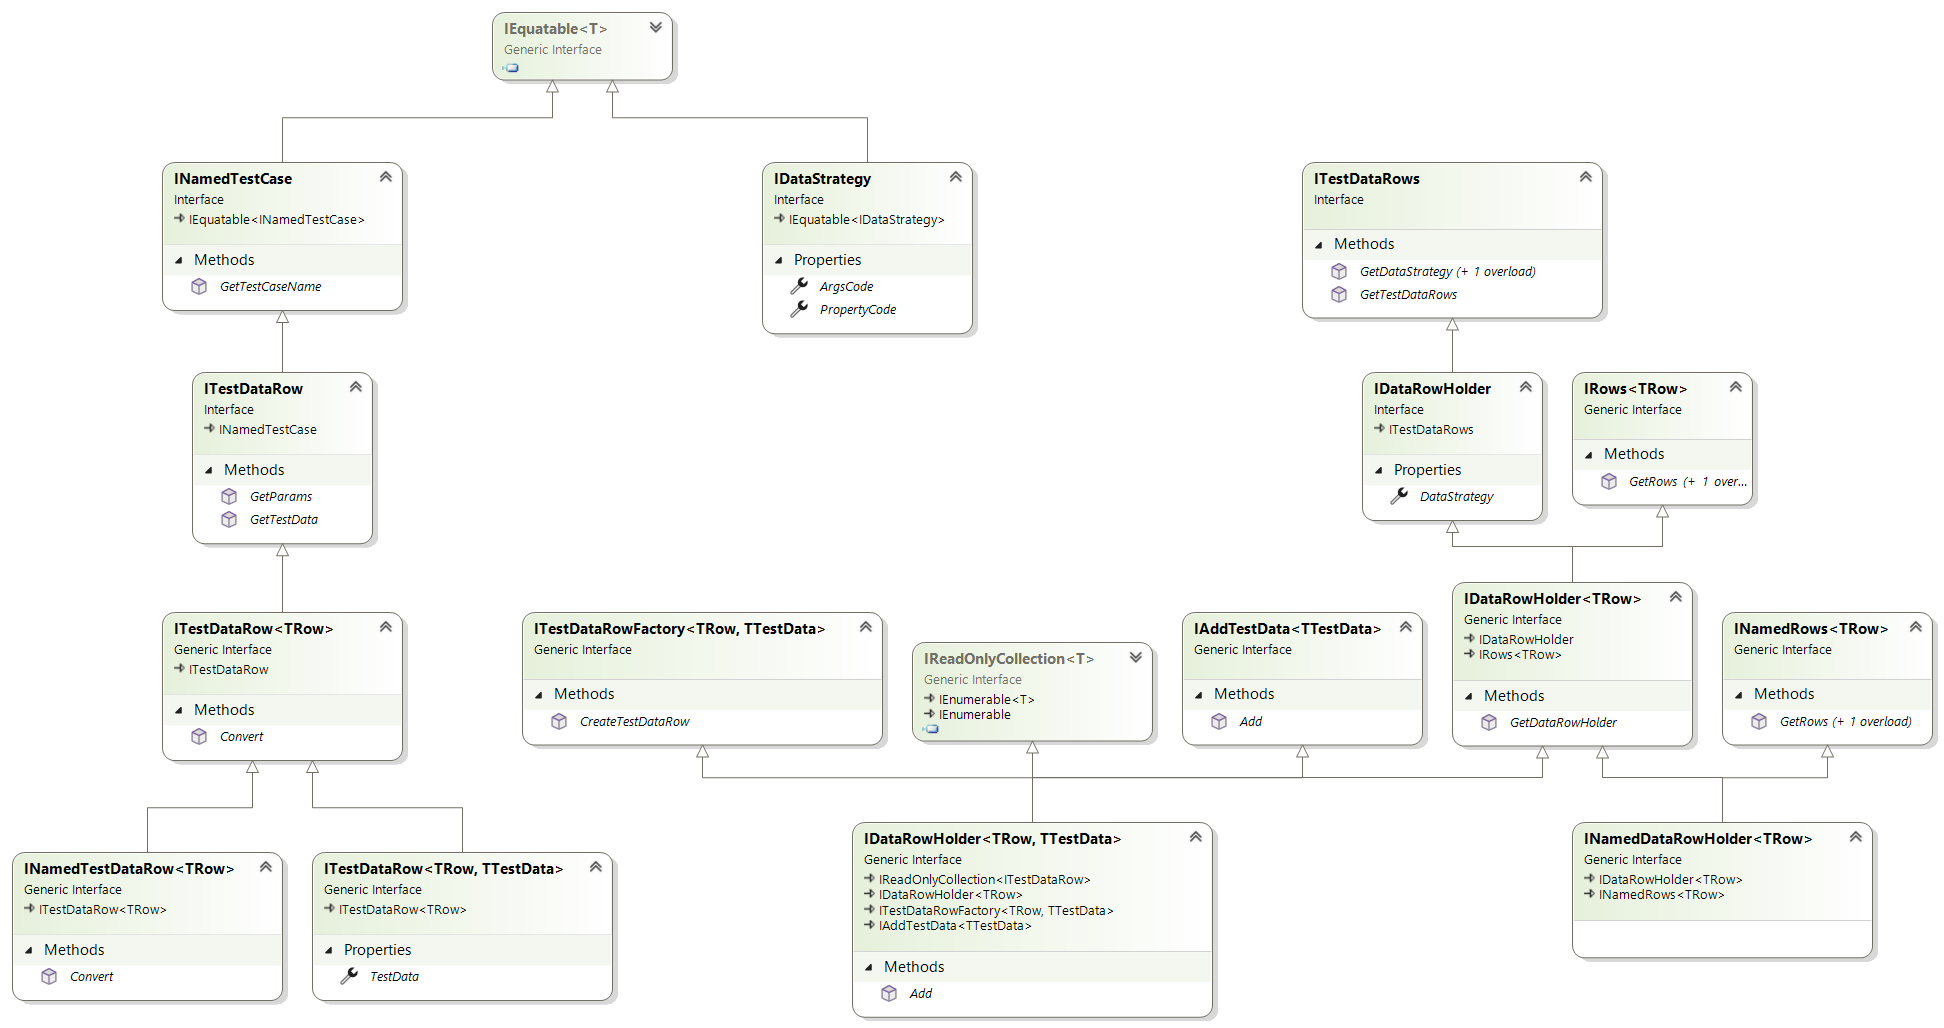 IEquatable<T>
Generic Interface
INamedTestCase
Interface
IEquatable<INamedTestCase>
Methods
GetTestCaseName
IDataStrategy
Interface
IEquatable<IDataStrategy>
Properties
ArgsCode
PropertyCode
ITestDataRows
Interface
Methods
GetDataStrategy (+ 1 overload)
GetTestDataRows
ITestDataRow
Interface
INamedTestCase
Methods
GetParams
GetTestData
IDataRowHolder
Interface
ITestDataRows
Properties
DataStrategy
IRows<TRow>
Generic Interface
Methods
GetRows (+ 1 over...
ITestDataRow<TRow>
Generic Interface
ITestDataRow
Methods
Convert
ITestDataRowFactory<TRow, TTestData>
Generic Interface
Methods
CreateTestDataRow
IReadOnlyCollection<T>
Generic Interface
IEnumerable<T>
IEnumerable
IAddTestData<TTestData>
Generic Interface
Methods
Add
IDataRowHolder<TRow>
Generic Interface
IDataRowHolder
IRows<TRow>
Methods
GetDataRowHolder
INamedRows<TRow>
Generic Interface
Methods
GetRows (+ 1 overload)
INamedTestDataRow<TRow>
Generic Interface
ITestDataRow<TRow>
Methods
Convert
ITestDataRow<TRow, TTestData>
Generic Interface
ITestDataRow<TRow>
Properties
TestData
IDataRowHolder<TRow, TTestData>
Generic Interface
IReadOnlyCollection<ITestDataRow>
IDataRowHolder<TRow>
ITestDataRowFactory<TRow, TTestData>
IAddTestData<TTestData>
Methods
Add
INamedDataRowHolder<TRow>
Generic Interface
IDataRowHolder<TRow>
INamedRows<TRow>